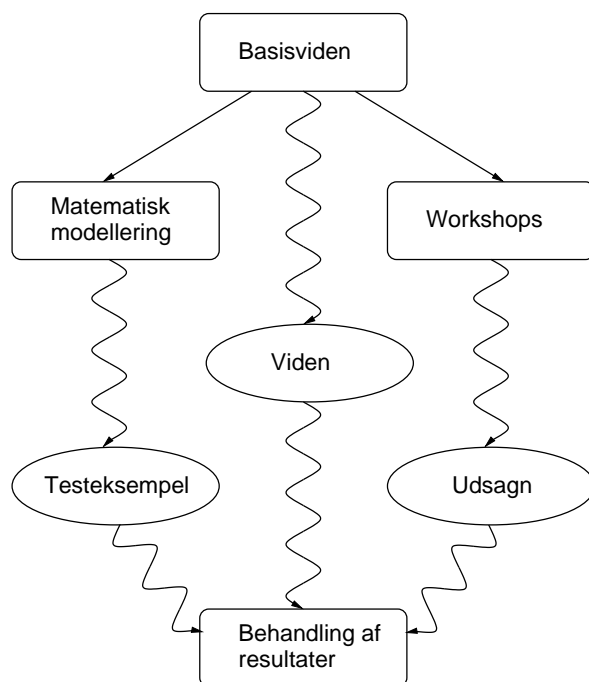 Basisviden
Matematisk
modellering
Workshops
Viden
Testeksempel
Udsagn
Behandling af
resultater